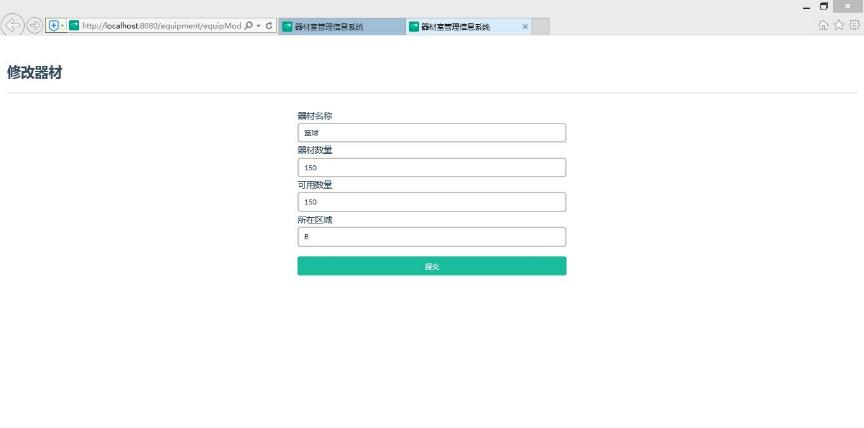 http://localhost:8080/equipment/equipMod
器材室管理信息系统
器材室管理信息系统
修改器材
器材名称
篮球
器材数量
150
可用数量
150
所在区域
B
提交